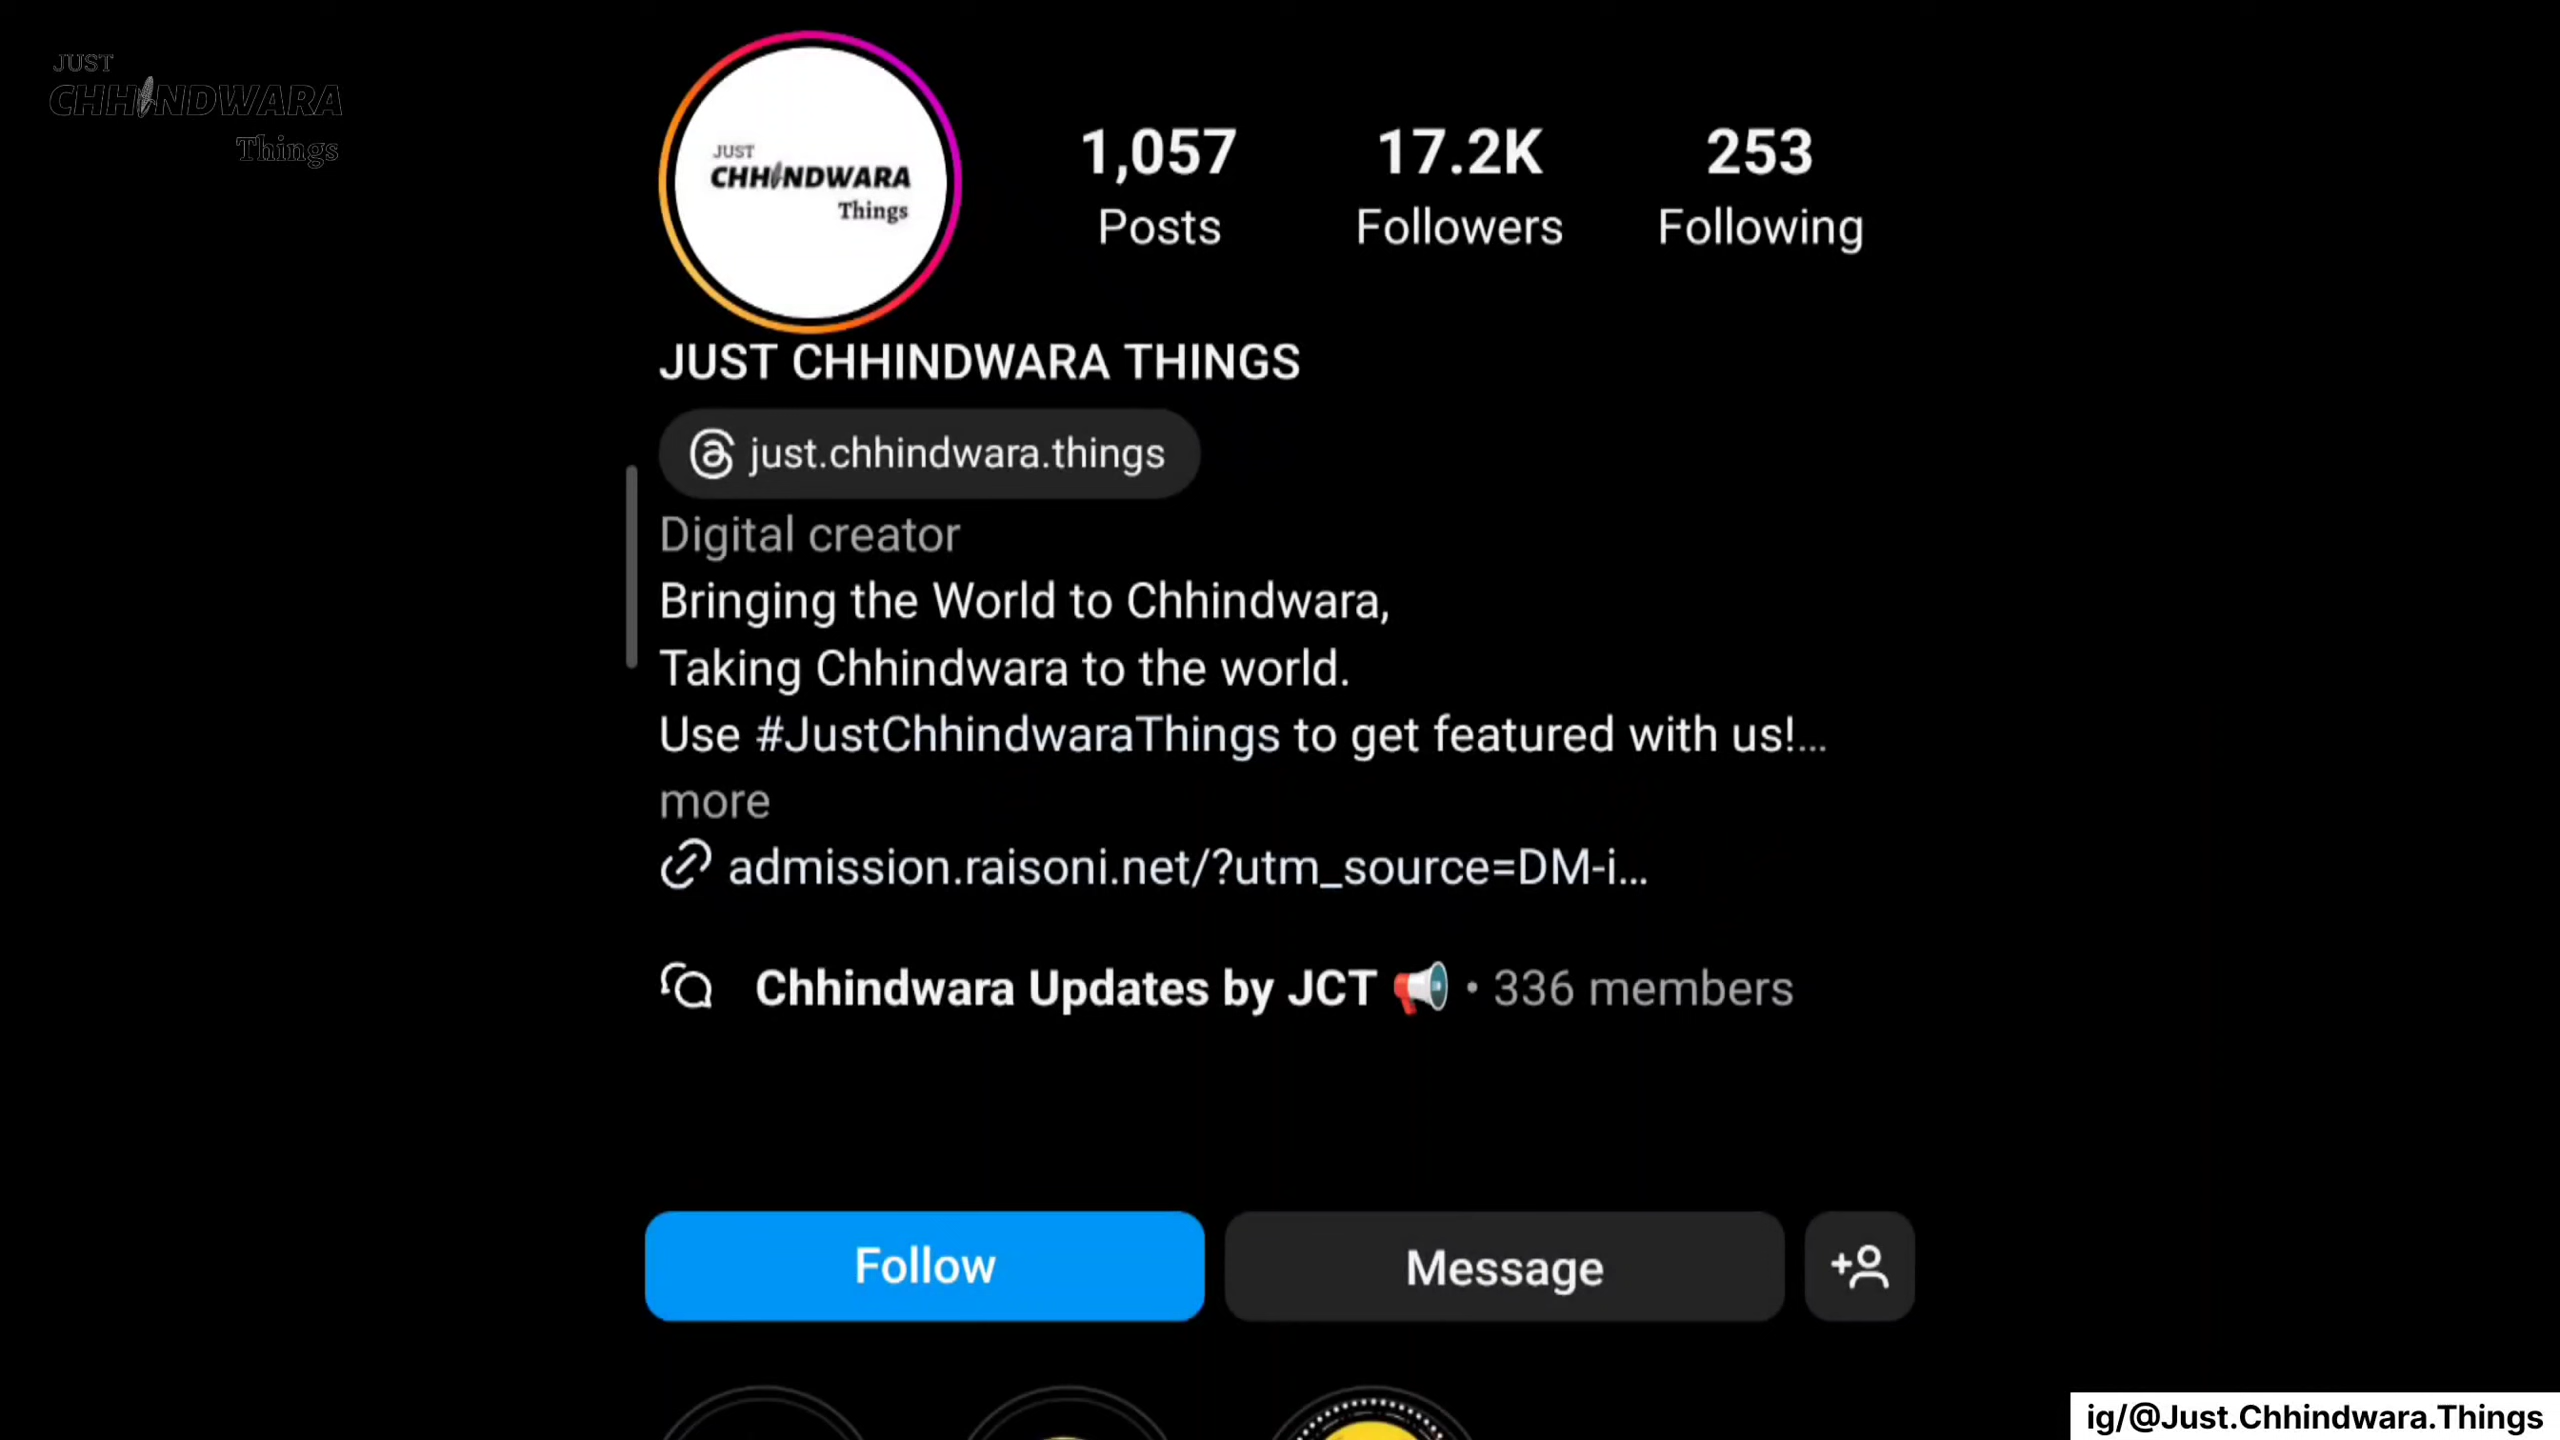 JUST
CHHINDWARA
Things
JUST
CHHINDWARA
Things
1,057
Posts
17.2K
Followers
253
Following
JUST CHHINDWARA THINGS
just.chhindwara.things
Digital creator
Bringing the World to Chhindwara,
Taking Chhindwara to the world.
Use #JustChhindwaraThings to get featured with us!...
more
admission.raisoni.net/?utm_source=DM-i...
Chhindwara Updates by JCT 📢 • 336 members
Follow
Message
ig/@Just.Chhindwara.Things